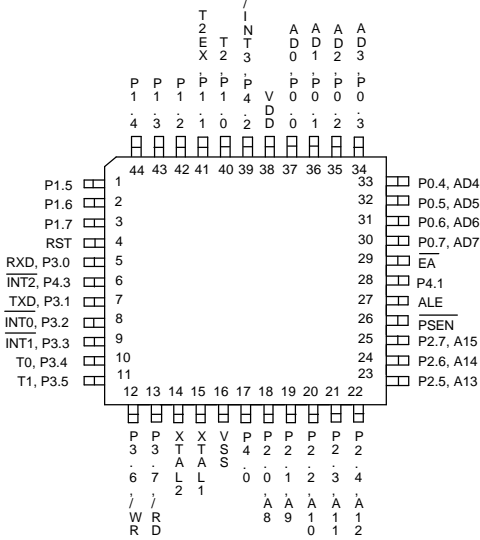 T2EX,P1.1
/INT3,P4.2
T2,P1.0
AD0,P0.0
AD1,P0.1
AD2,P0.2
AD3,P0.3
P1.4
P1.3
P1.2
VDD
44 43 42 41 40 39 38 37 36 35 34
P1.5 1
P1.6 2
P1.7 3
RST 4
RXD, P3.0 5
INT2, P4.3 6
TXD, P3.1 7
INT0, P3.2 8
INT1, P3.3 9
T0, P3.4 10
T1, P3.5 11
33 P0.4, AD4
32 P0.5, AD5
31 P0.6, AD6
30 P0.7, AD7
29 EA
28 P4.1
27 ALE
26 PSEN
25 P2.7, A15
24 P2.6, A14
23 P2.5, A13
12 13 14 15 16 17 18 19 20 21 22
P3.6,/WR
P3.7,/RD
XTAL2
XTAL1
VSS
P4.0
P2.0,A8
P2.1,A9
P2.2,A10
P2.3,A11
P2.4,A12